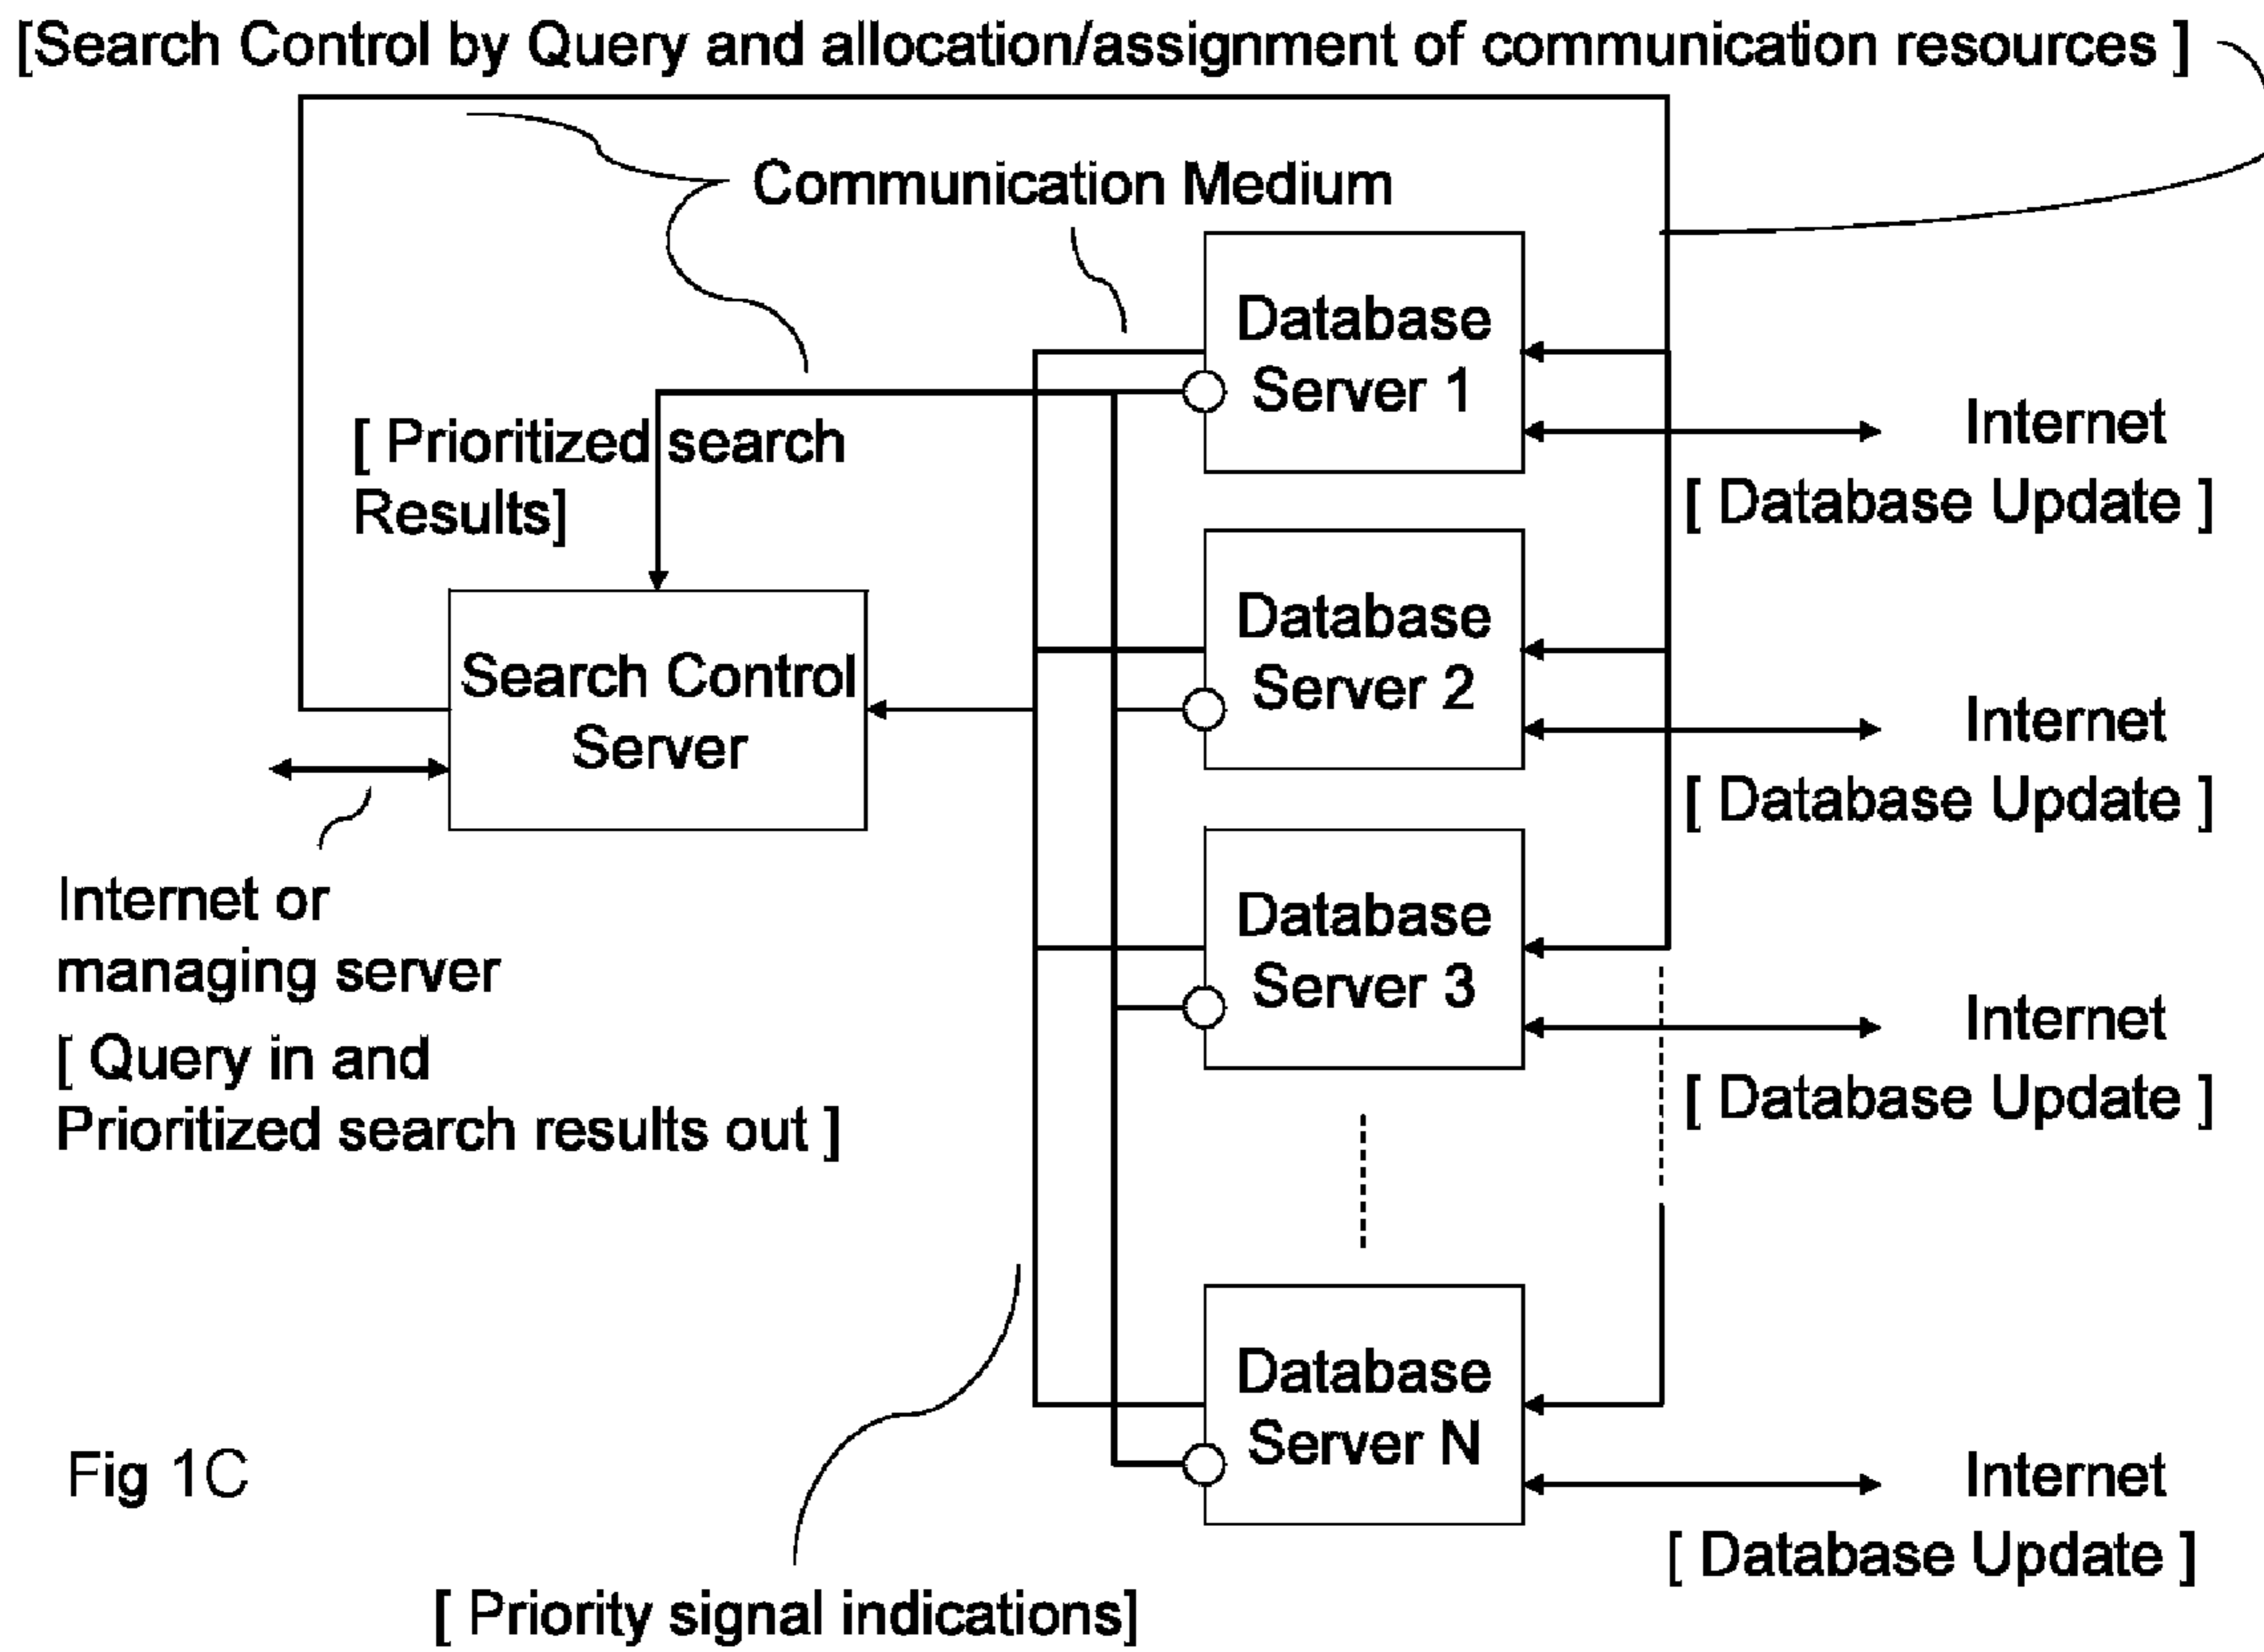 [Search Control by Query and allocation/assignment of communication resources ]
Communication Medium
Database
Server 1
Internet
[ Database Update ]
[ Prioritized search
Results]
Database
Server 2
Internet
[ Database Update ]
Search Control
Server
Database
Server 3
Internet
[ Database Update ]
Internet or
managing server
[ Query in and
Prioritized search results out ]
Database
Server N
Internet
[ Database Update ]
Fig 1C
[ Priority signal indications]